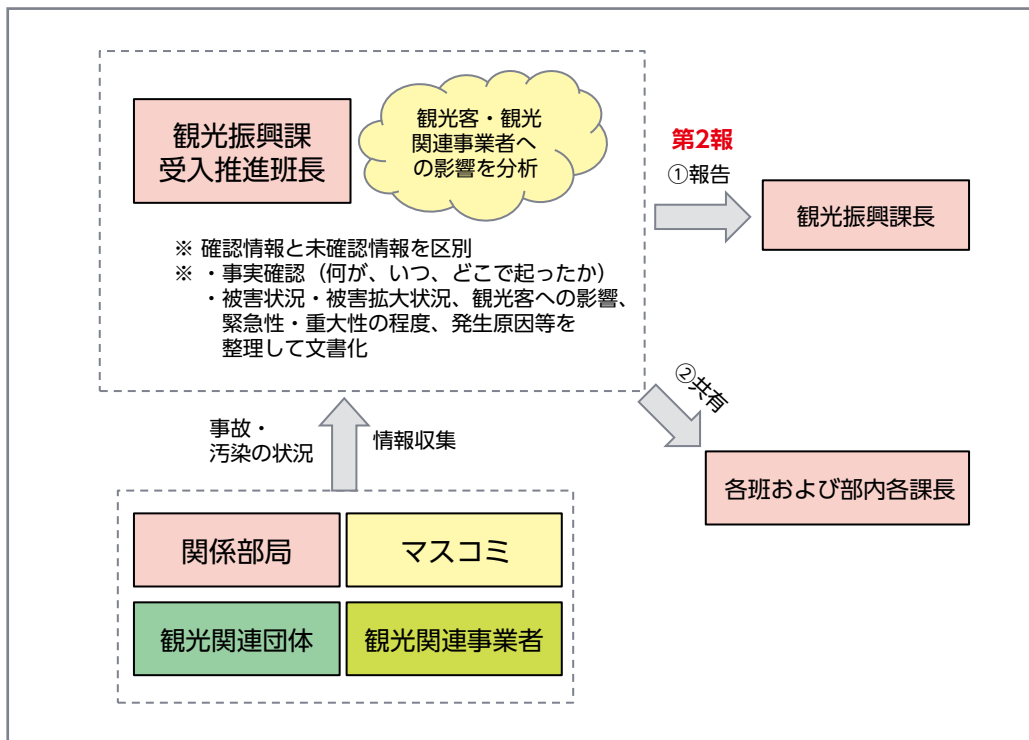 観光振興課
受入推進班長
観光客・観光
関連事業者へ
の影響を分析
※ 確認情報と未確認情報を区別
※ ・事実確認（何が、いつ、どこで起ったか）
・被害状況・被害拡大状況、観光客への影響、
緊急性・重大性の程度、発生原因等を
整理して文書化
第2報
①報告
観光振興課長
②共有
各班および部内各課長
事故・
汚染の状況
情報収集
関係部局
マスコミ
観光関連団体
観光関連事業者